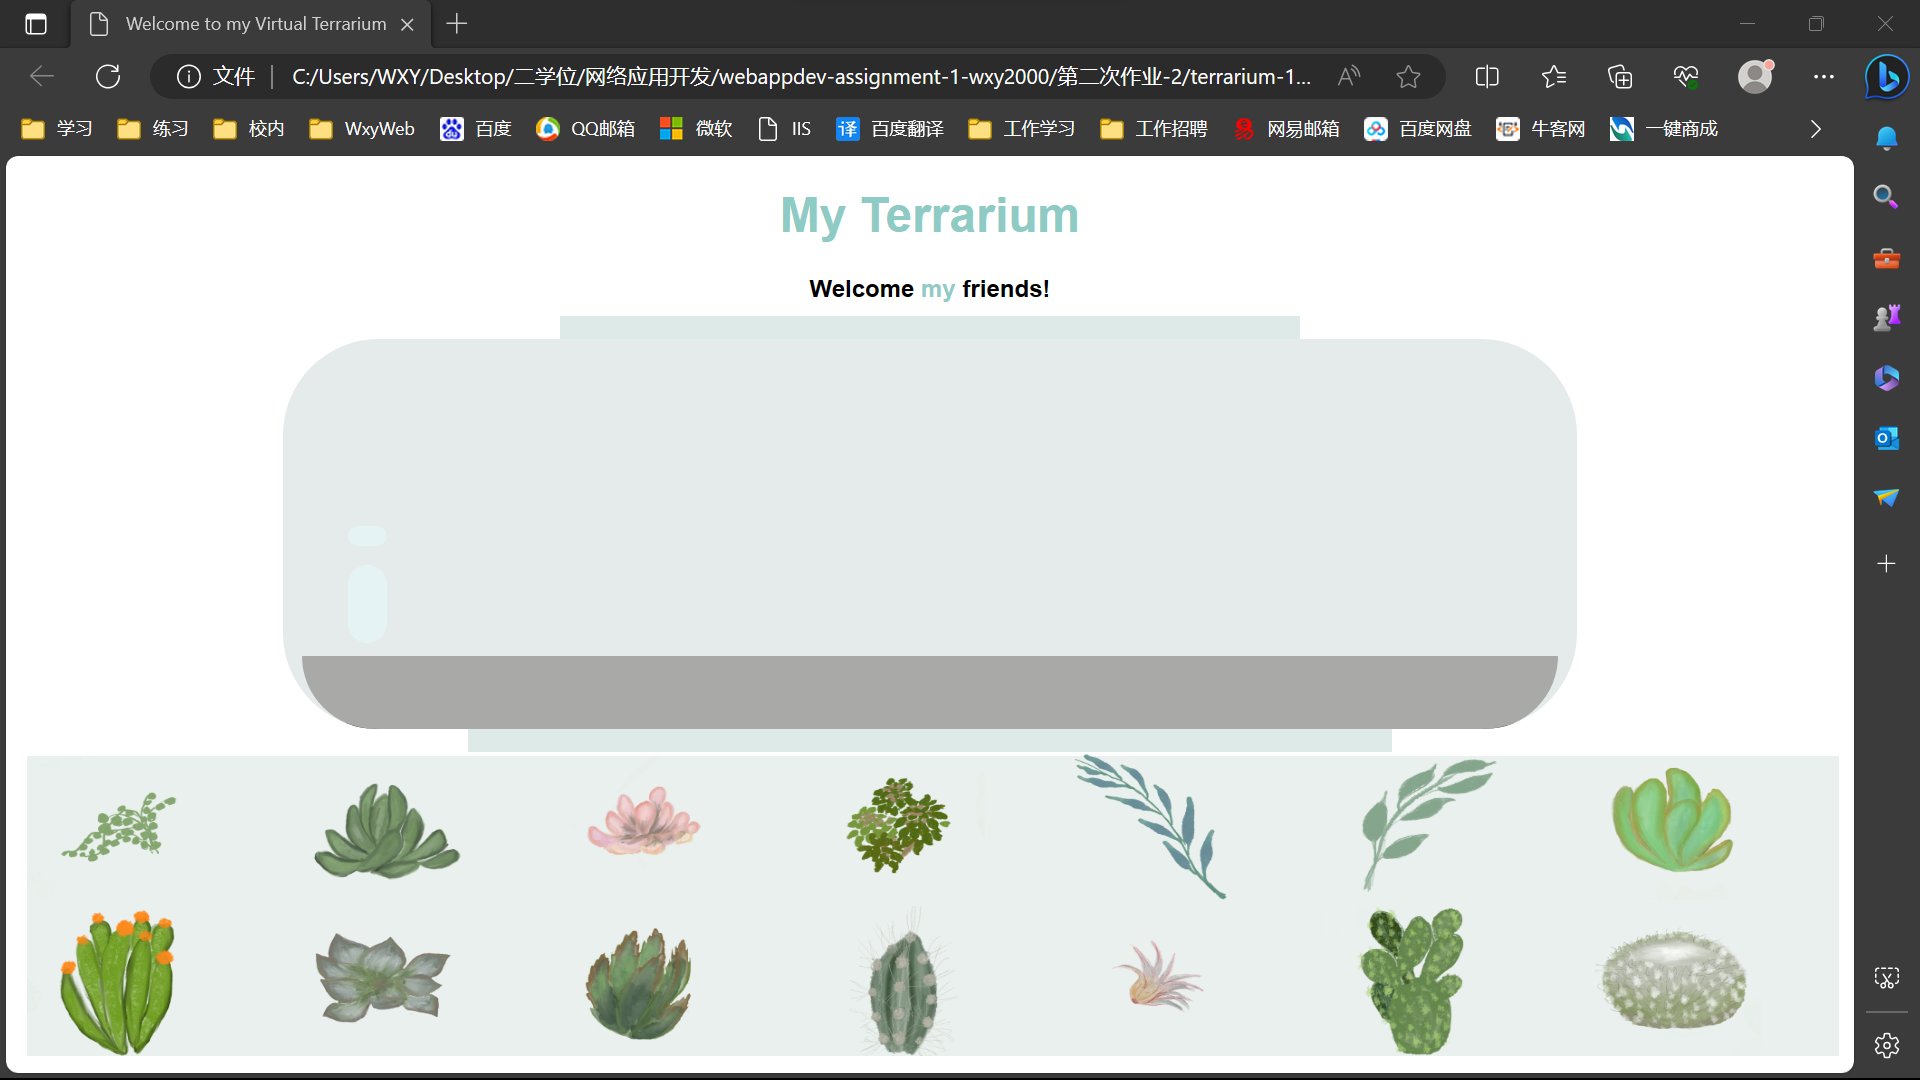 Welcome to my Virtual Terrarium
文件 C:/Users/WXY/Desktop/二学位/网络应用开发/webappdev-assignment-1-wxy2000/第二次作业-2/terrarium-1...
学习 练习 校内 WxyWeb 百度 QQ邮箱 微软 IIS 译 百度翻译 工作学习 工作招聘 网易邮箱 百度网盘 牛客网 一键商成
My Terrarium
Welcome my friends!